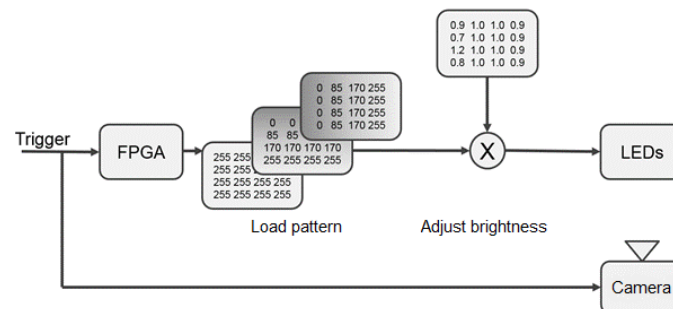 0.9 1.0 1.0 0.9
0.7 1.0 1.0 0.9
1.2 1.0 1.0 0.9
0.8 1.0 1.0 0.9
0 85 170 255
0 85 170 255
0 85 170 255
0 85 170 255
0 0
85 85
170 170 170 170
255 255 255 255
255 255
255 255
255 255 255 255
255 255 255 255
Trigger
FPGA
X
LEDs
Load pattern
Adjust brightness
Camera